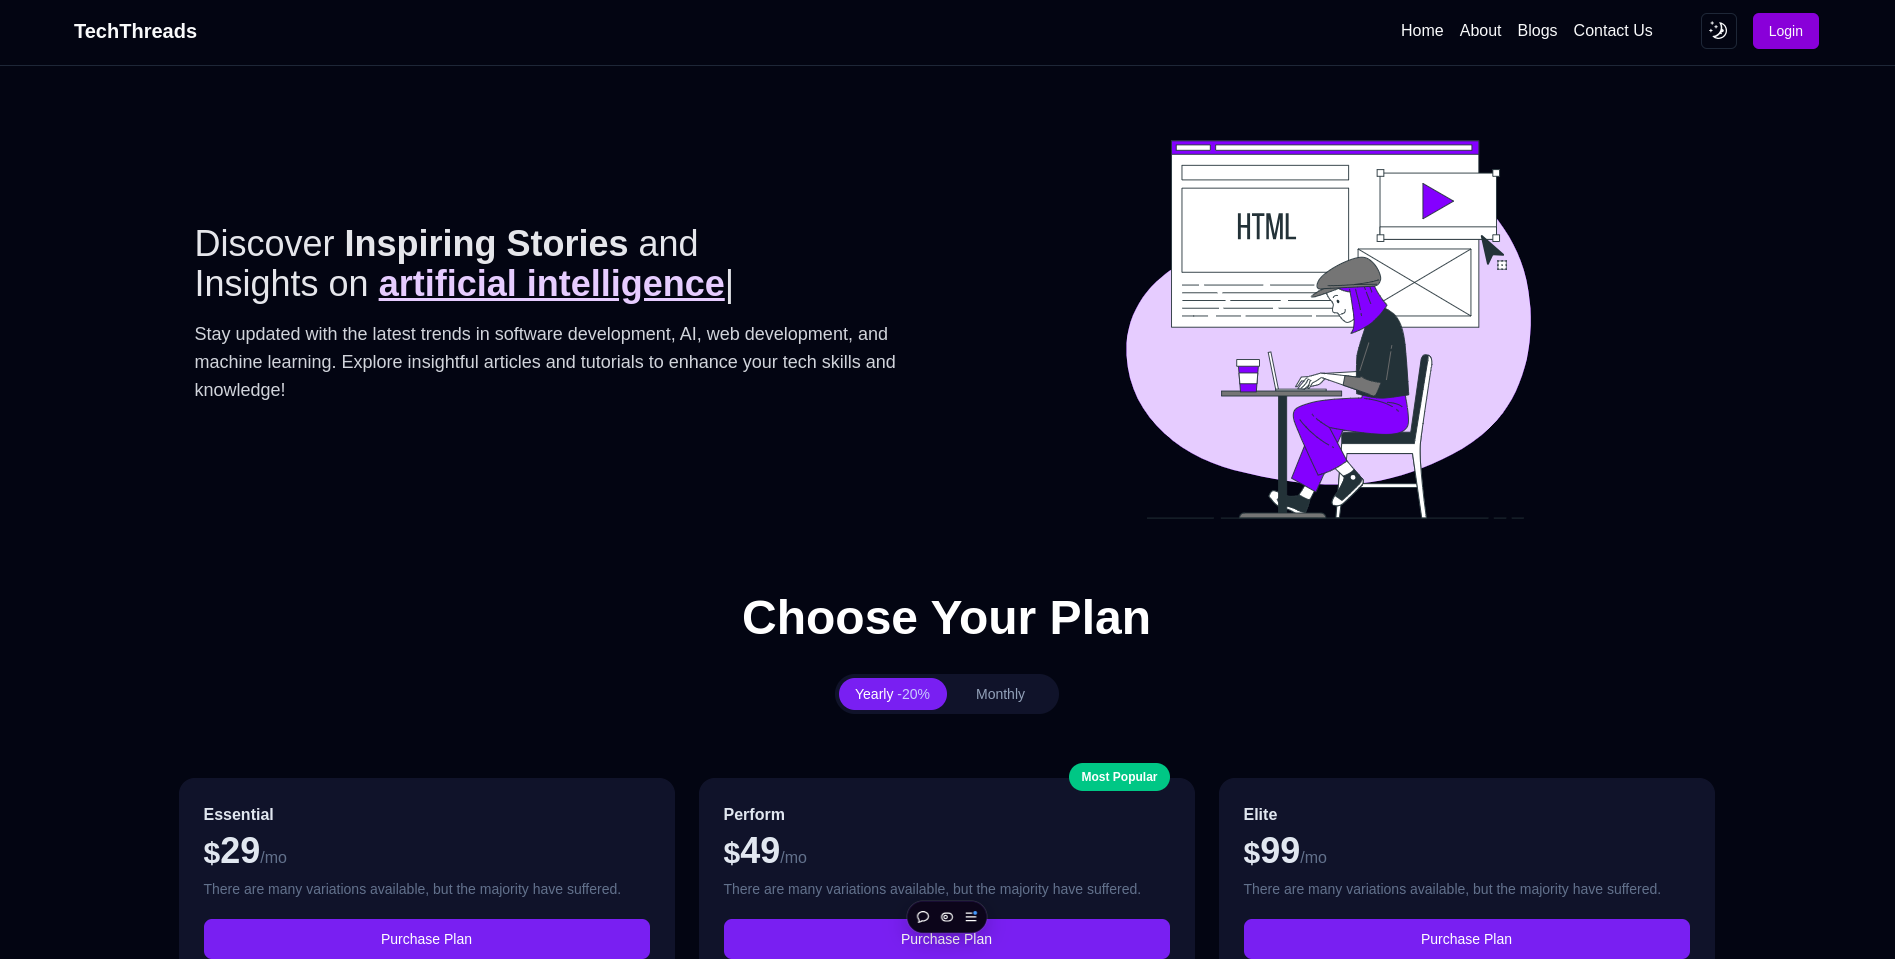 TechThreads
Home About Blogs Contact Us Login
HTML
Discover Inspiring Stories and
Insights on artificial intelligence|
Stay updated with the latest trends in software development, AI, web development, and
machine learning. Explore insightful articles and tutorials to enhance your tech skills and
knowledge!
Choose Your Plan
Yearly -20% Monthly
Most Popular
Essential
$29/mo
There are many variations available, but the majority have suffered.
Purchase Plan
Perform
$49/mo
There are many variations available, but the majority have suffered.
Purchase Plan
Elite
$99/mo
There are many variations available, but the majority have suffered.
Purchase Plan